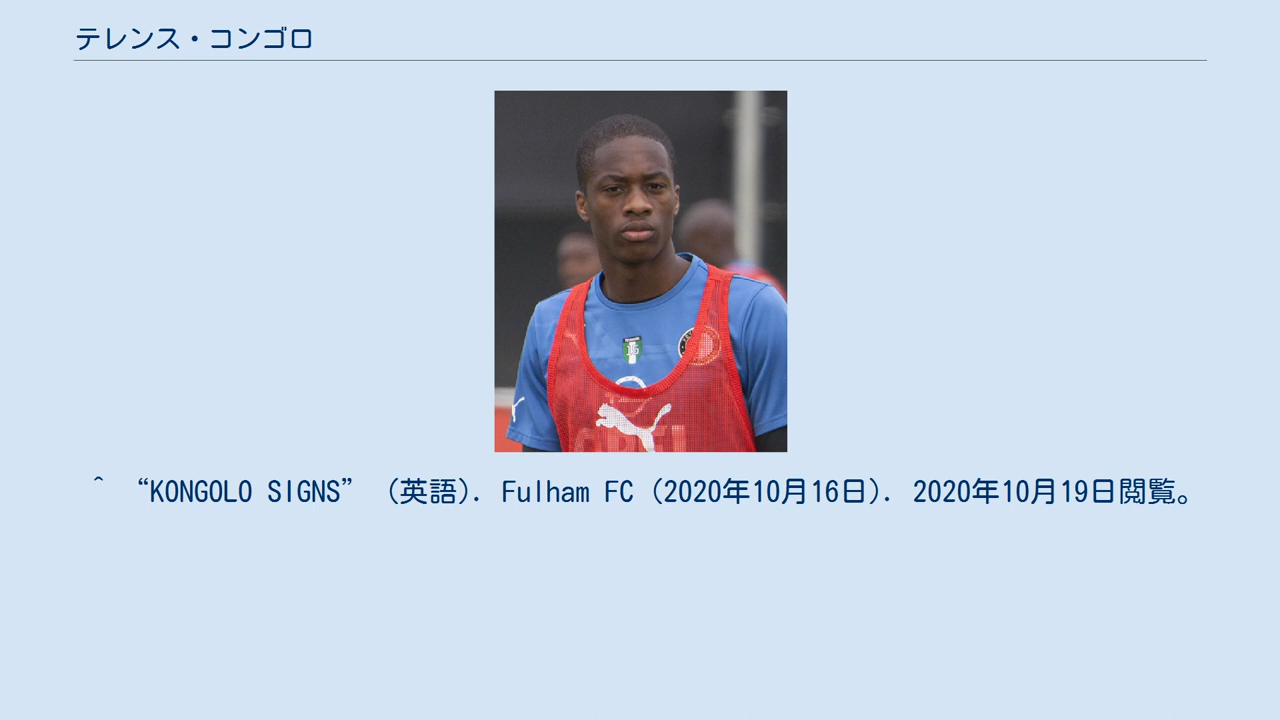 テレンス・コンゴロ
OPEL
^ “KONGOLO SIGNS” (英語). Fulham FC (2020年10月16日). 2020年10月19日閲覧。